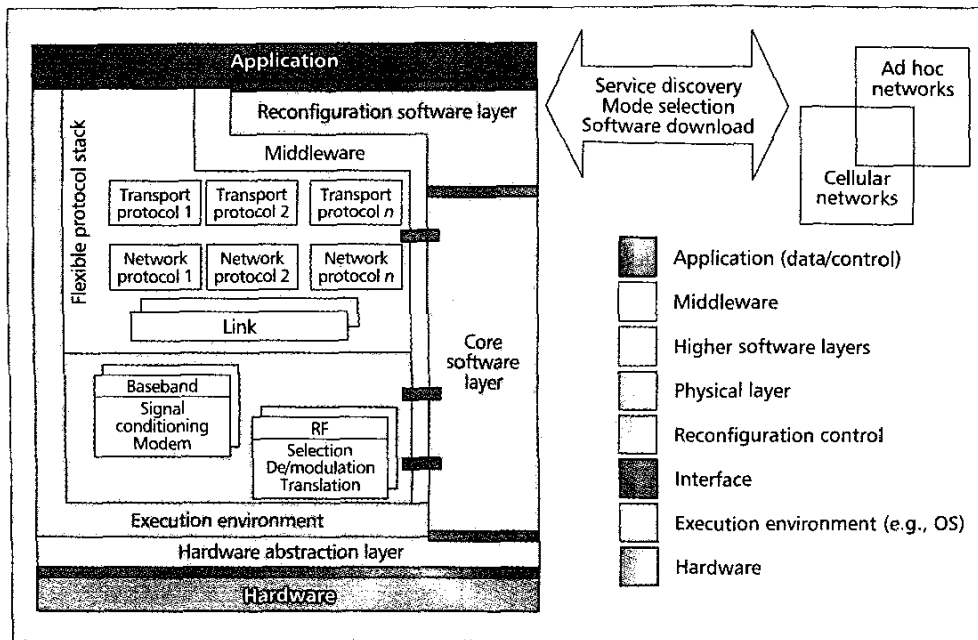 Application
Reconfiguration software layer
Middleware
Flexible protocol stack
Transport
protocol 1
Transport
protocol 2
Transport
protocol n
Network
protocol 1
Network
protocol 2
Network
protocol n
Link
Core
software
layer
Baseband
Signal
conditioning
Modem
RF
Selection
De/modulation
Translation
Execution environment
Hardware abstraction layer
Hardware
Service discovery
Mode selection
Software download
Ad hoc
networks
Cellular
networks
Application (data/control)
Middleware
Higher software layers
Physical layer
Reconfiguration control
Interface
Execution environment (e.g., OS)
Hardware